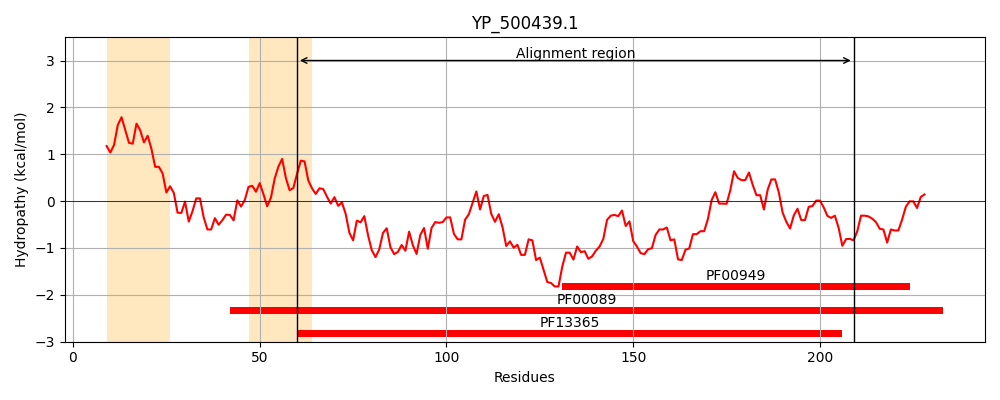 YP_500439.1
Alignment region
3
2
1
0
−1
−2
−3
Hydropathy (kcal/mol)
PF00949
PF00089
PF13365
0
50
100
150
200
Residues